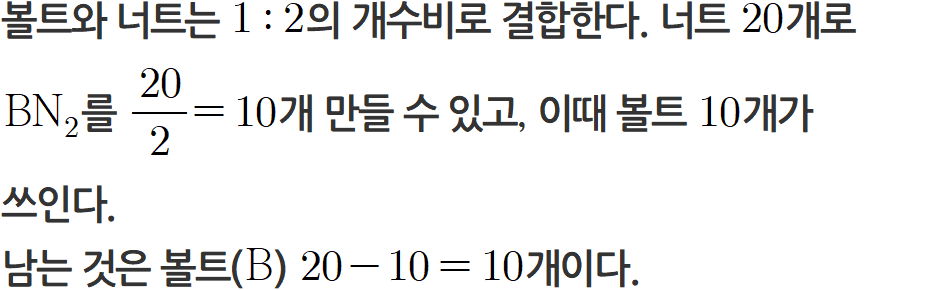 볼트와 너트는 1 : 2의 개수비로 결합한다. 너트 20개로
BN₂를 20/2 = 10개 만들 수 있고, 이때 볼트 10개가
쓰인다.
남는 것은 볼트(B) 20 − 10 = 10개이다.